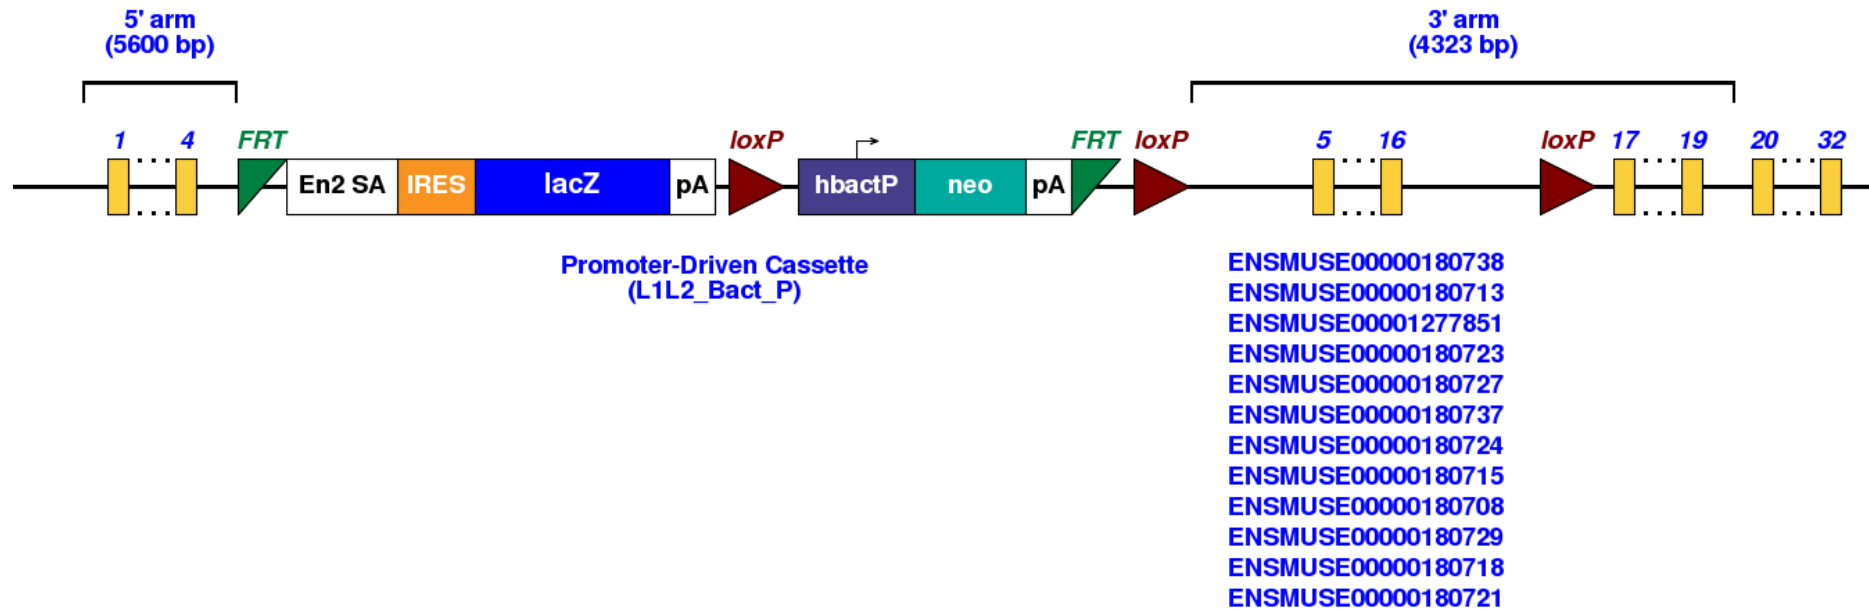 5' arm
(5600 bp)
3' arm
(4323 bp)
1 ... 4 FRT loxP FRT loxP 5 ... 16 loxP 17 ... 19 20 ... 32
En2 SA IRES lacZ pA hbactP neo pA
Promoter-Driven Cassette
(L1L2_Bact_P)
ENSMUSE00000180738
ENSMUSE00000180713
ENSMUSE00001277851
ENSMUSE00000180723
ENSMUSE00000180727
ENSMUSE00000180737
ENSMUSE00000180724
ENSMUSE00000180715
ENSMUSE00000180708
ENSMUSE00000180729
ENSMUSE00000180718
ENSMUSE00000180721